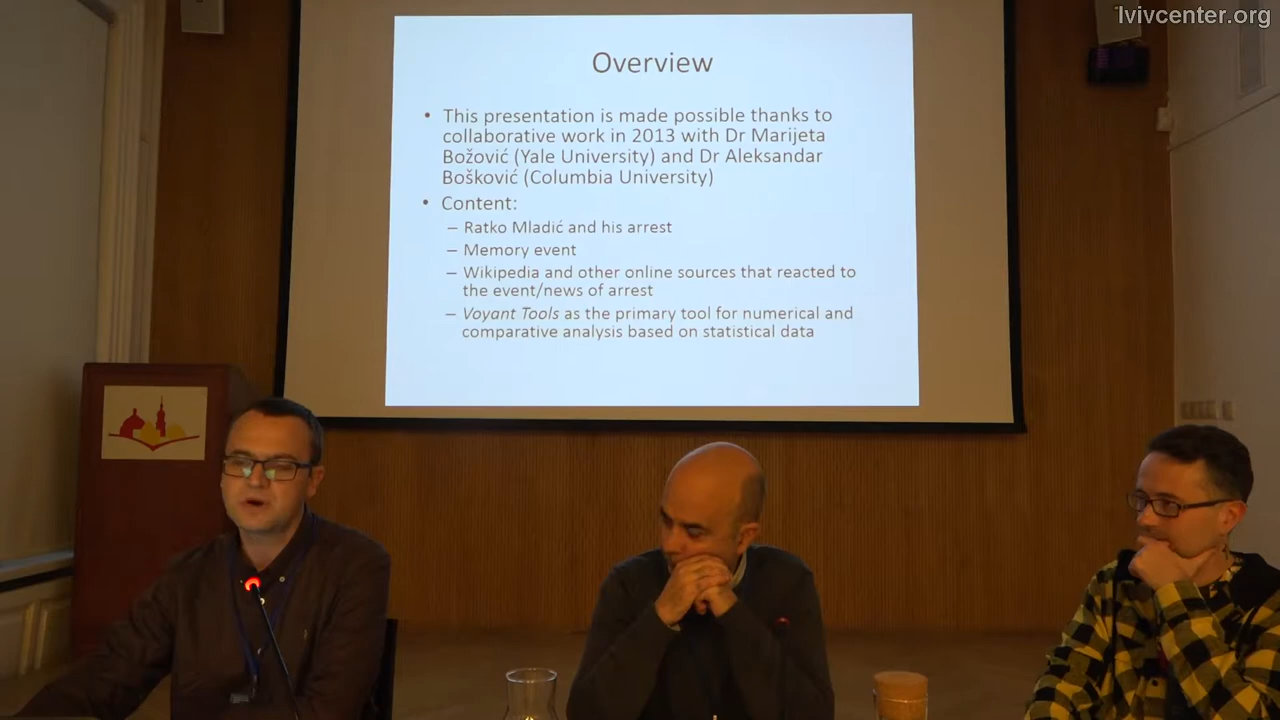 lvivcenter.org
Overview
• This presentation is made possible thanks to
collaborative work in 2013 with Dr Marijeta
Božović (Yale University) and Dr Aleksandar
Bošković (Columbia University)
• Content:
– Ratko Mladić and his arrest
– Memory event
– Wikipedia and other online sources that reacted to
the event/news of arrest
– Voyant Tools as the primary tool for numerical and
comparative analysis based on statistical data